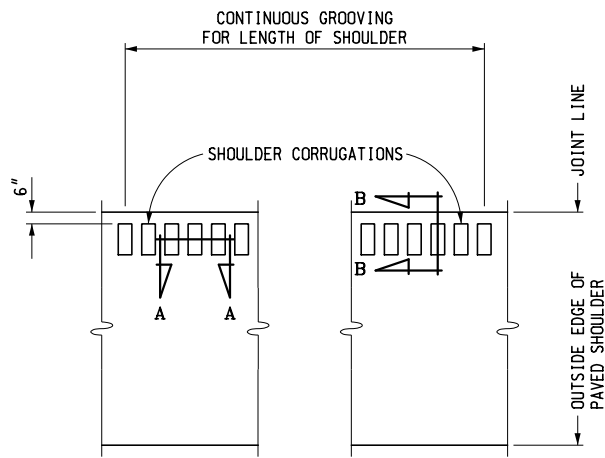 CONTINUOUS GROOVING
FOR LENGTH OF SHOULDER
SHOULDER CORRUGATIONS
6"
JOINT LINE
B
B
A
A
OUTSIDE EDGE OF
PAVED SHOULDER